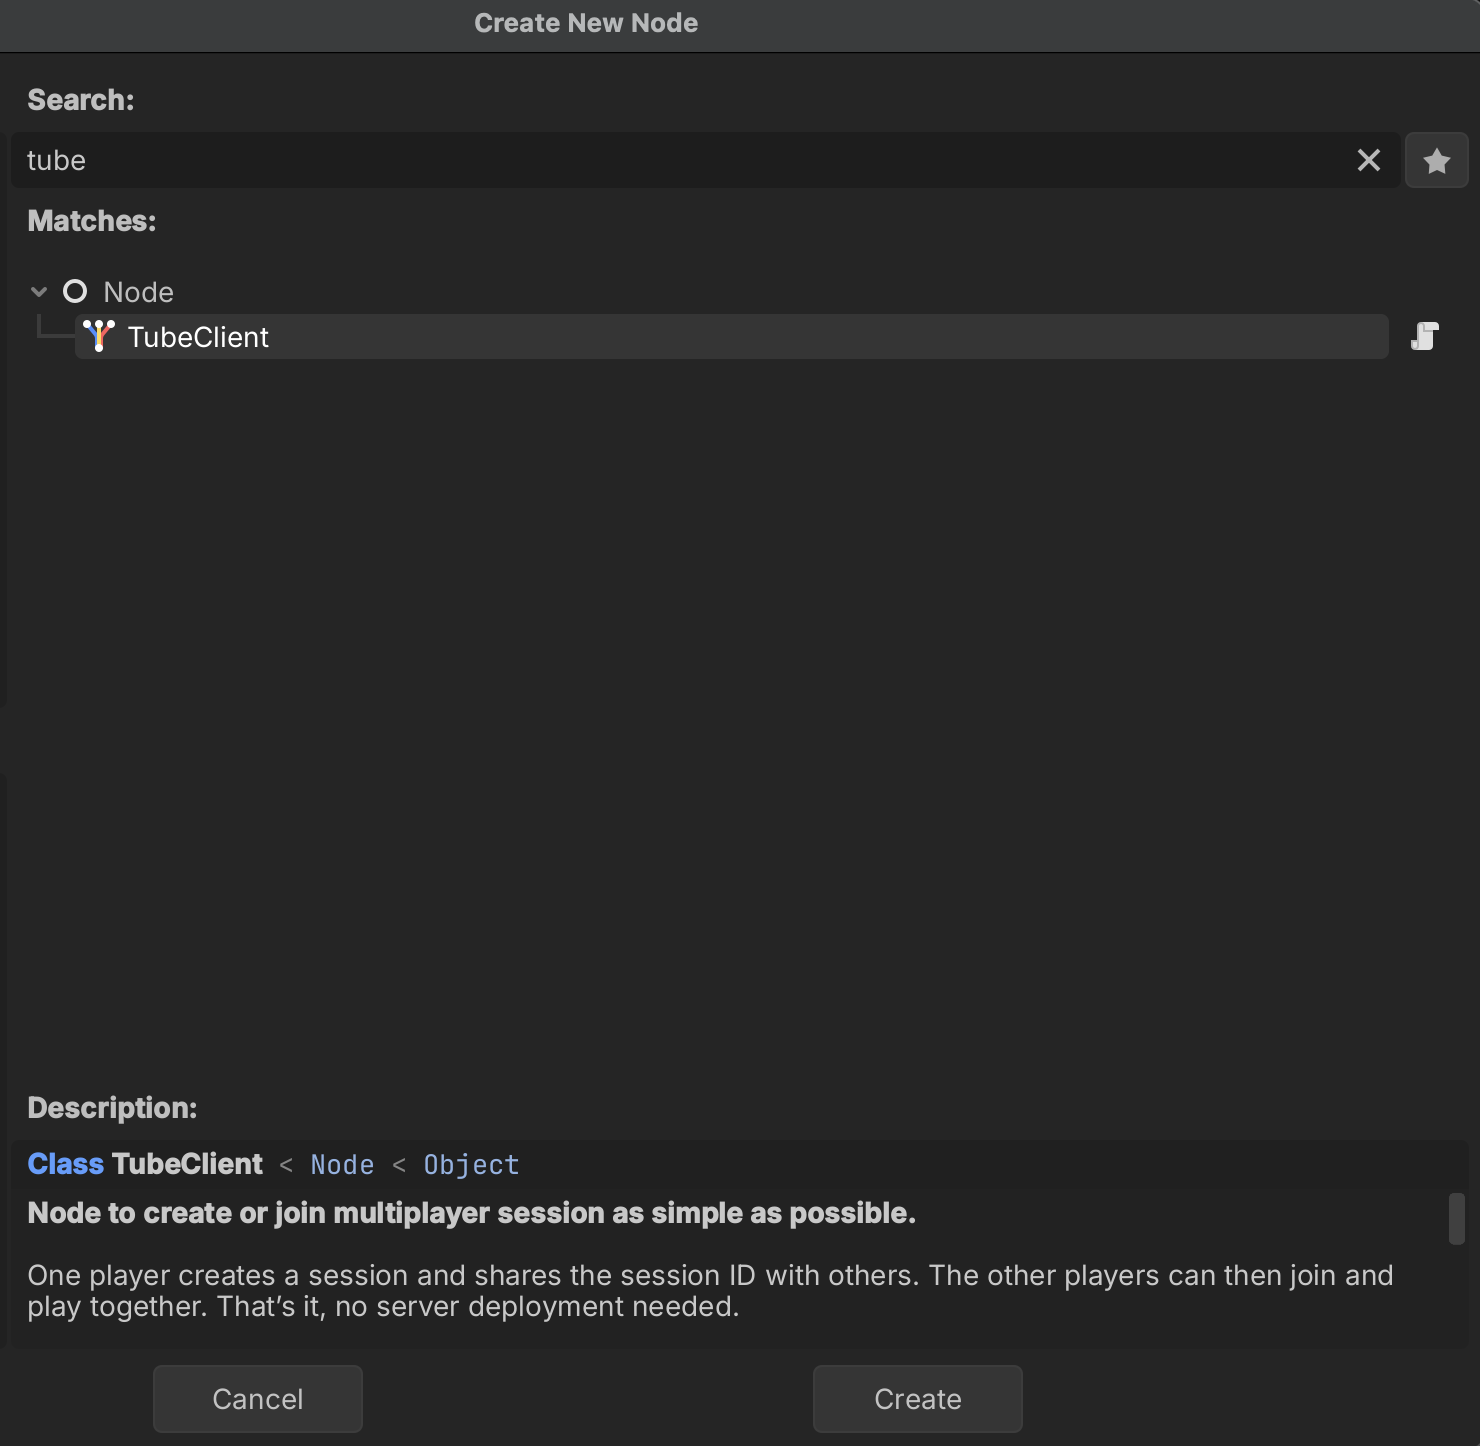 Create New Node
Search:
tube
Matches:
Node
TubeClient
Description:
Class TubeClient < Node < Object
Node to create or join multiplayer session as simple as possible.
One player creates a session and shares the session ID with others. The other players can then join and
play together. That’s it, no server deployment needed.
Cancel
Create